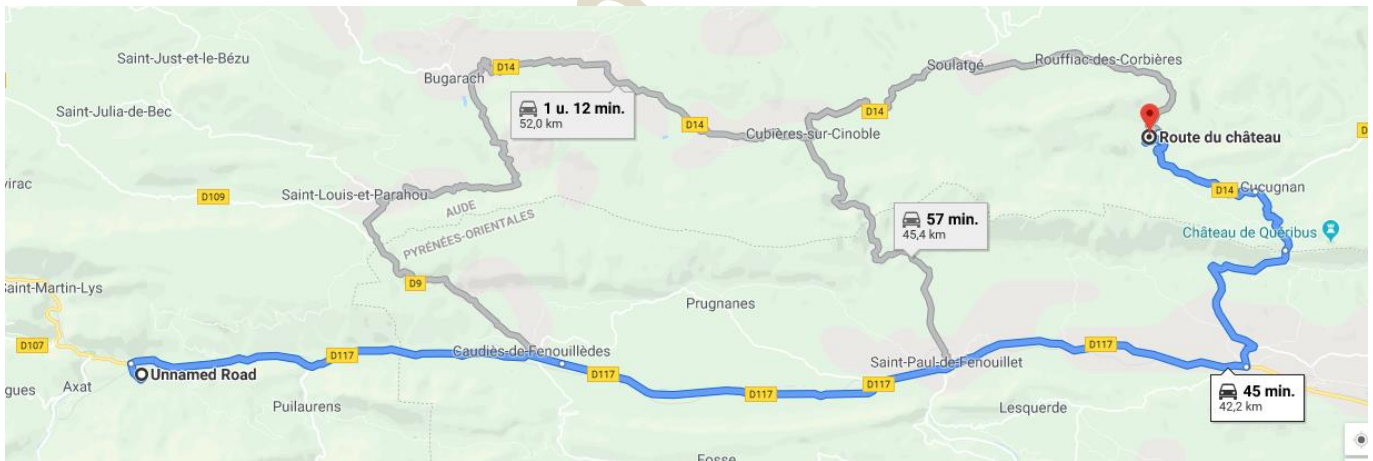 Saint-Just-et-le-Bézu
Bugarach
D14
Soulatgé
Rouffiac-des-Corbières
1 u. 12 min.
52,0 km
Saint-Julia-de-Bec
D14
D14
Cubières-sur-Cinoble
Route du château
D
virac
D109
Saint-Louis-et-Parahou
AUDE
PYRÉNÉES-ORIENTALES
57 min.
45,4 km
D14
Cucugnan
Château de Quéribus
Saint-Martin-Lys
D9
Prugnanes
D107
D117
Caudiès-de-Fenouillèdes
D117
Saint-Paul-de-Fenouillet
D117
Unnamed Road
D117
D117
45 min.
42,2 km
gues
Axat
Puilaurens
Lesquerde
Fosse